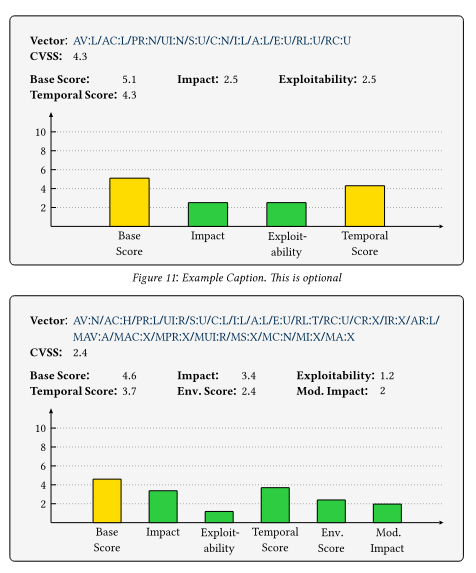 Vector: AV:L/AC:L/PR:N/UI:N/S:U/C:N/I:L/A:L/E:U/RL:U/RC:U
CVSS: 4.3
Base Score: 5.1 Impact: 2.5 Exploitability: 2.5
Temporal Score: 4.3
10
8
6
4
2
Base Score
Impact
Exploit-ability
Temporal Score
Figure 11: Example Caption. This is optional
Vector: AV:N/AC:H/PR:L/UI:R/S:U/C:L/I:L/A:L/E:U/RL:T/RC:U/CR:X/IR:X/AR:L/
MAV:A/MAC:X/MPR:X/MUI:R/MS:X/MC:N/MI:X/MA:X
CVSS: 2.4
Base Score: 4.6 Impact: 3.4 Exploitability: 1.2
Temporal Score: 3.7 Env. Score: 2.4 Mod. Impact: 2
10
8
6
4
2
Base Score
Impact
Exploit-ability
Temporal Score
Env. Score
Mod. Impact